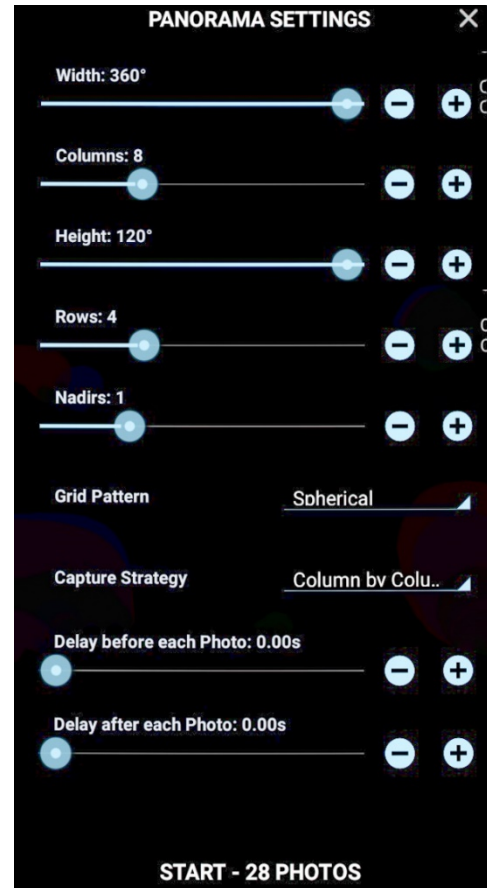 PANORAMA SETTINGS
Width: 360°
Columns: 8
Height: 120°
Rows: 4
Nadirs: 1
Grid Pattern Spherical
Capture Strategy Column by Colu..
Delay before each Photo: 0.00s
Delay after each Photo: 0.00s
START - 28 PHOTOS